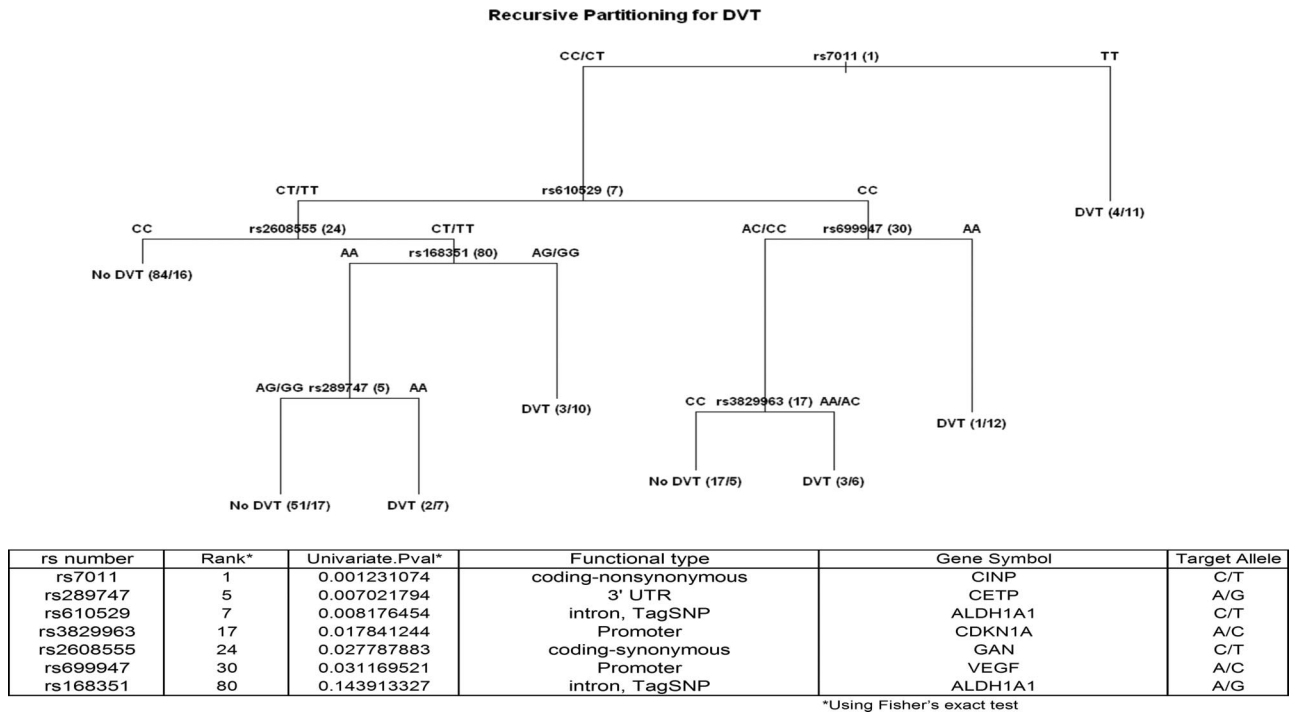 Recursive Partitioning for DVT
CC/CT rs7011 (1) TT
CT/TT rs610529 (7) CC
DVT (4/11)
CC rs2608555 (24) CT/TT AC/CC rs699947 (30) AA
AA rs168351 (80) AG/GG
No DVT (84/16)
AG/GG rs289747 (5) AA
CC rs3829963 (17) AA/AC
DVT (3/10)
DVT (1/12)
No DVT (17/5) DVT (3/6)
No DVT (51/17) DVT (2/7)
rs number Rank* Univariate.Pval* Functional type Gene Symbol Target Allele
rs7011 1 0.001231074 coding-nonsynonymous CINP C/T
rs289747 5 0.007021794 3' UTR CETP A/G
rs610529 7 0.008176454 intron, TagSNP ALDH1A1 C/T
rs3829963 17 0.017841244 Promoter CDKN1A A/C
rs2608555 24 0.027787883 coding-synonymous GAN C/T
rs699947 30 0.031169521 Promoter VEGF A/C
rs168351 80 0.143913327 intron, TagSNP ALDH1A1 A/G
*Using Fisher's exact test